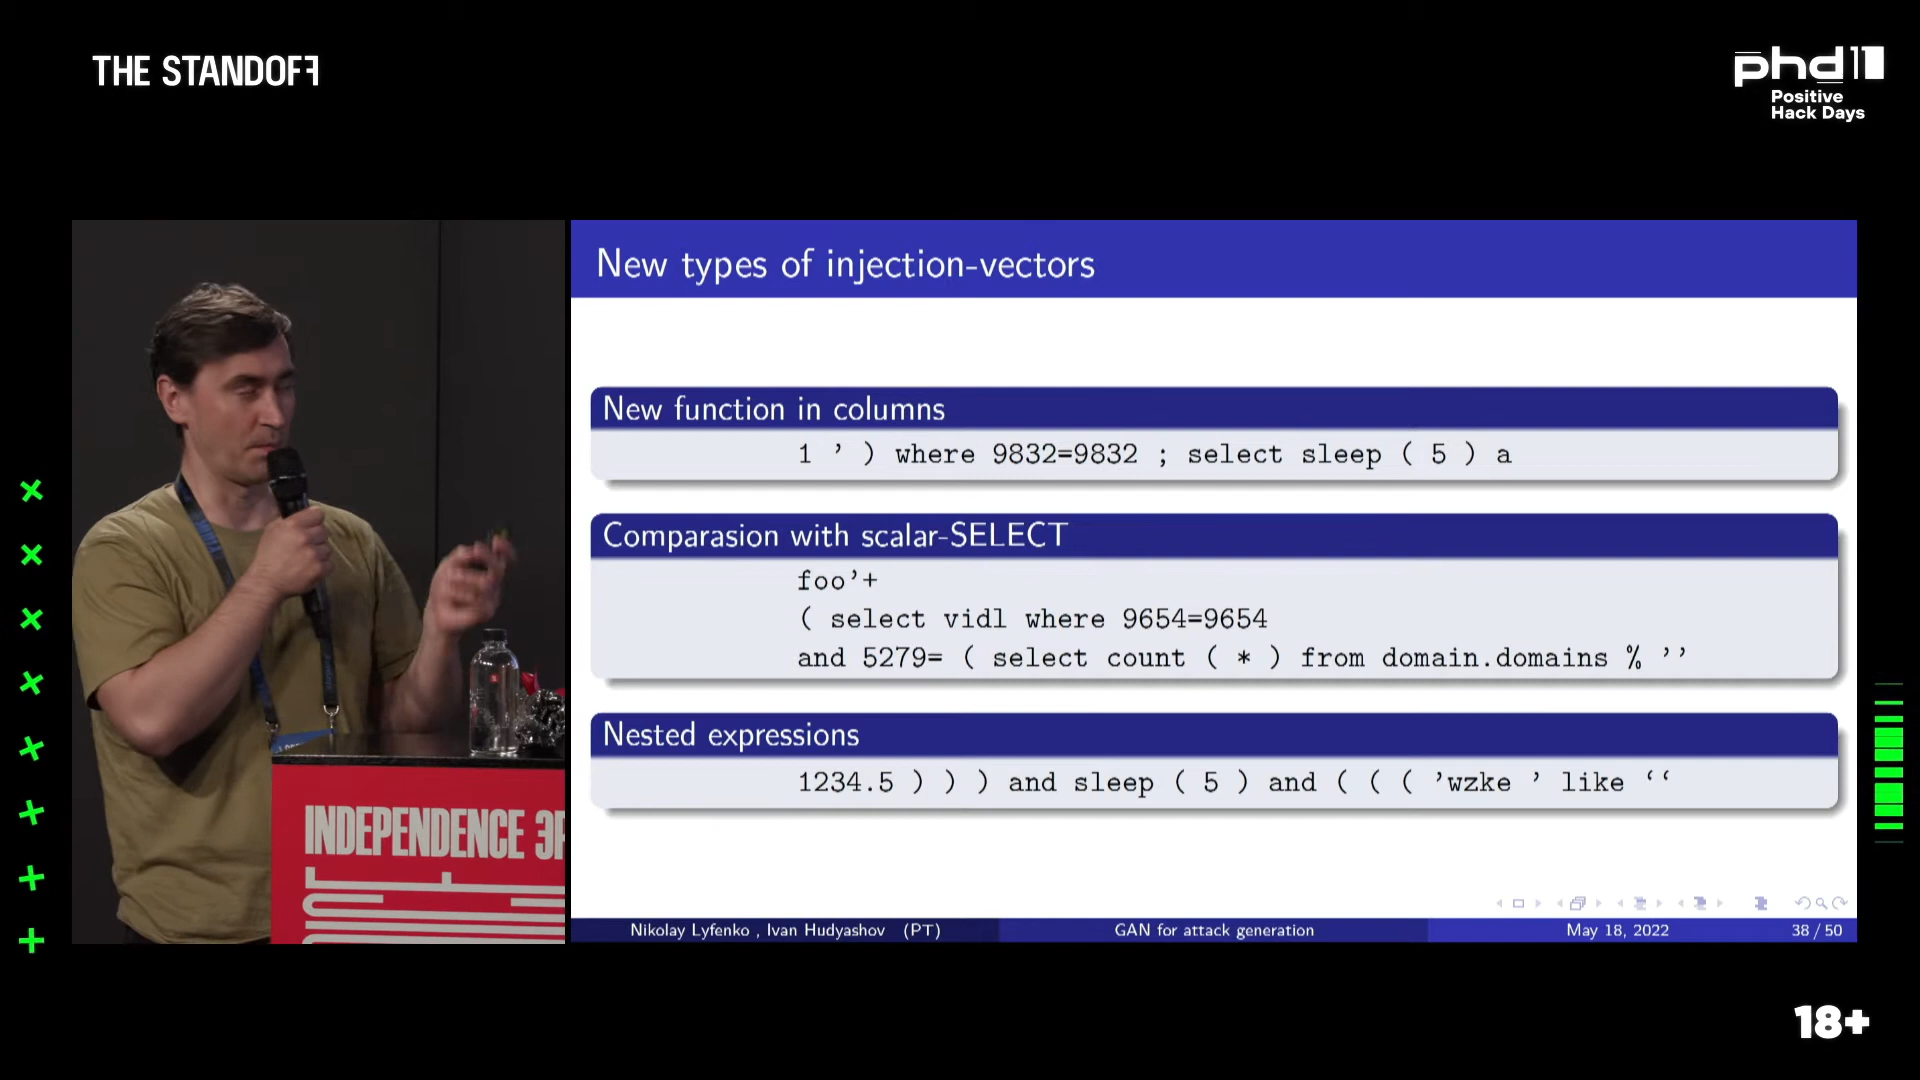 THE STANDOFF
phd11
Positive
Hack Days
New types of injection-vectors
New function in columns
1 ’ ) where 9832=9832 ; select sleep ( 5 ) a
Comparasion with scalar-SELECT
foo’+
( select vidl where 9654=9654
and 5279= ( select count ( * ) from domain.domains % ’’
Nested expressions
1234.5 ) ) ) and sleep ( 5 ) and ( ( ( ’wzke ’ like ‘‘
INDEPENDENCE ЭР
Nikolay Lyfenko , Ivan Hudyashov (PT)
GAN for attack generation
May 18, 2022
38 / 50
18+